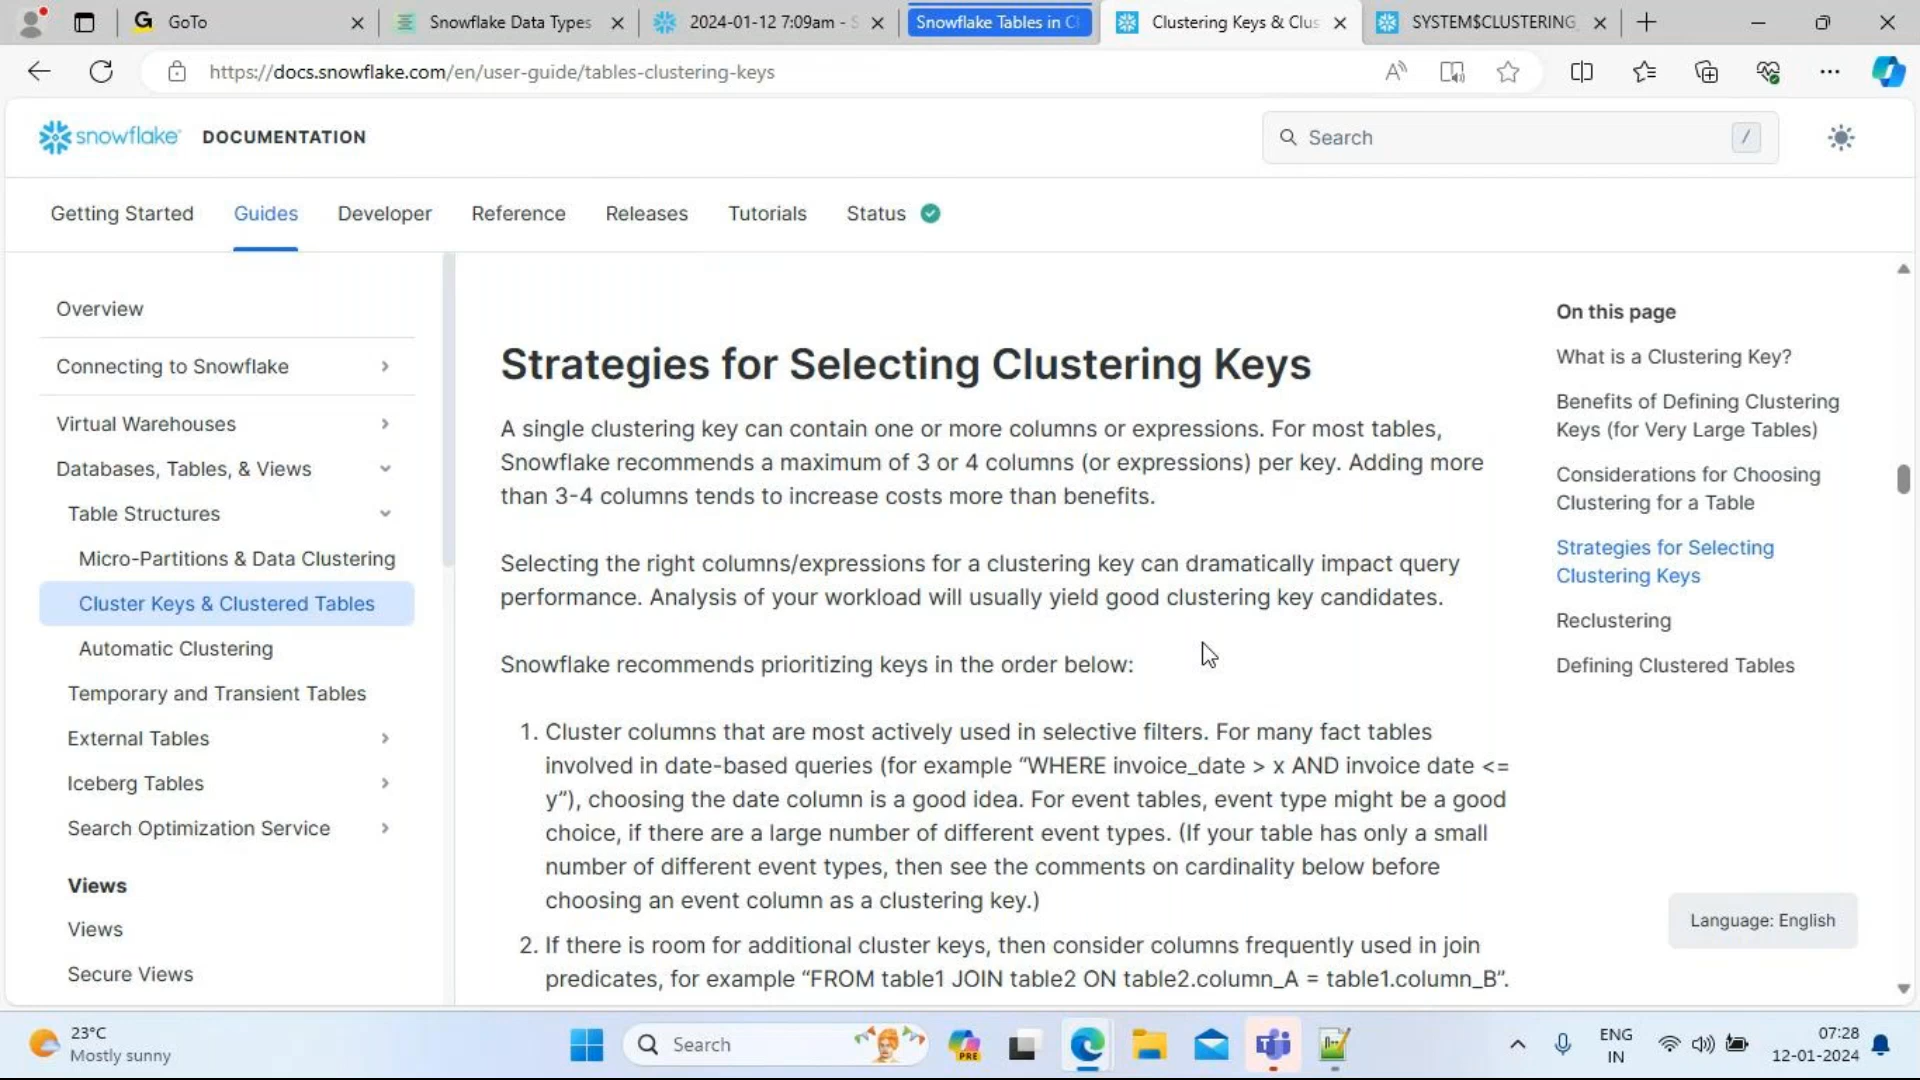 GoTo
Snowflake Data Types
2024-01-12 7:09am - S
Snowflake Tables in C
Clustering Keys & Clus
SYSTEM$CLUSTERING_
https://docs.snowflake.com/en/user-guide/tables-clustering-keys
snowflake DOCUMENTATION
Search /
Getting Started Guides Developer Reference Releases Tutorials Status
Overview
Connecting to Snowflake
Virtual Warehouses
Databases, Tables, & Views
Table Structures
Micro-Partitions & Data Clustering
Cluster Keys & Clustered Tables
Automatic Clustering
Temporary and Transient Tables
External Tables
Iceberg Tables
Search Optimization Service
Views
Views
Secure Views
Strategies for Selecting Clustering Keys
A single clustering key can contain one or more columns or expressions. For most tables,
Snowflake recommends a maximum of 3 or 4 columns (or expressions) per key. Adding more
than 3-4 columns tends to increase costs more than benefits.
Selecting the right columns/expressions for a clustering key can dramatically impact query
performance. Analysis of your workload will usually yield good clustering key candidates.
Snowflake recommends prioritizing keys in the order below:
1. Cluster columns that are most actively used in selective filters. For many fact tables
involved in date-based queries (for example “WHERE invoice_date > x AND invoice date <=
y”), choosing the date column is a good idea. For event tables, event type might be a good
choice, if there are a large number of different event types. (If your table has only a small
number of different event types, then see the comments on cardinality below before
choosing an event column as a clustering key.)
2. If there is room for additional cluster keys, then consider columns frequently used in join
predicates, for example “FROM table1 JOIN table2 ON table2.column_A = table1.column_B”.
On this page
What is a Clustering Key?
Benefits of Defining Clustering
Keys (for Very Large Tables)
Considerations for Choosing
Clustering for a Table
Strategies for Selecting
Clustering Keys
Reclustering
Defining Clustered Tables
Language: English
23°C
Mostly sunny
Search
PRE
ENG
IN
07:28
12-01-2024